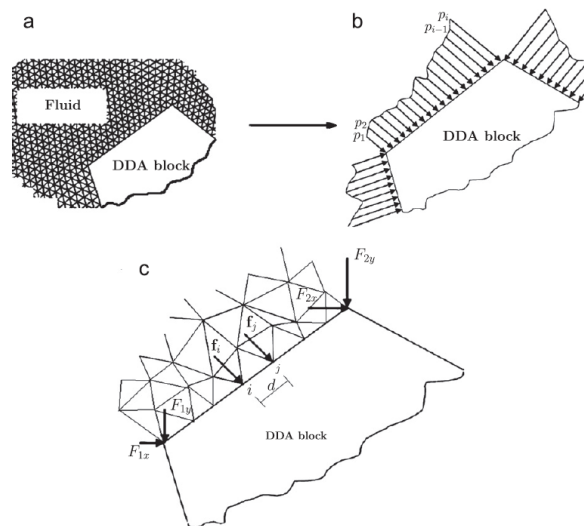 a
Fluid
DDA block
b
p_i
p_{i-1}
p_2
p_1
DDA block
c
F_{2y}
F_{2x}
f_j
f_i
j
i
d
F_{1y}
F_{1x}
DDA block